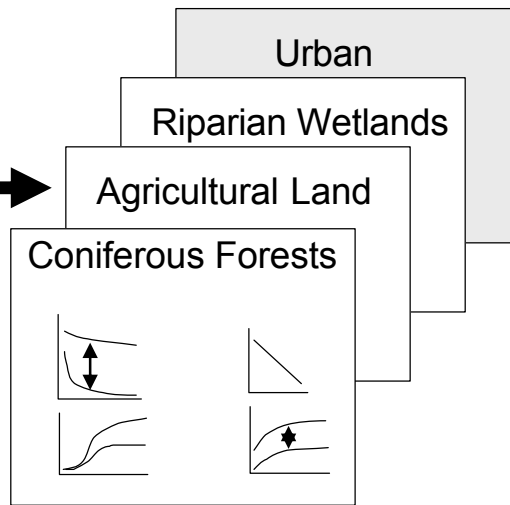 Urban
Riparian Wetlands
Agricultural Land
Coniferous Forests